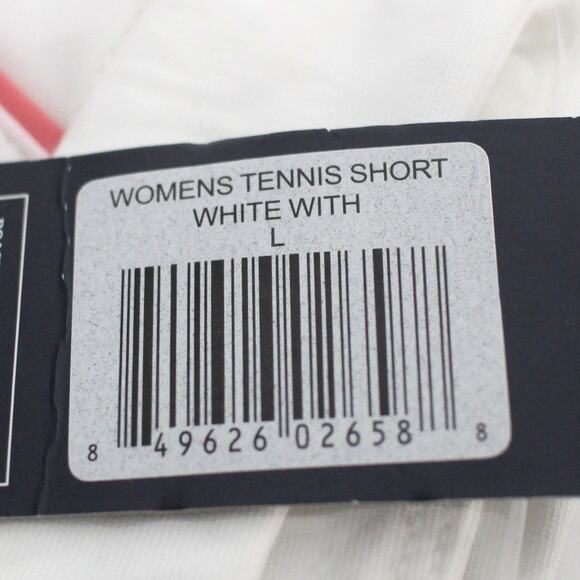 WOMENS TENNIS SHORT
WHITE WITH
L
8 49626 02658 8